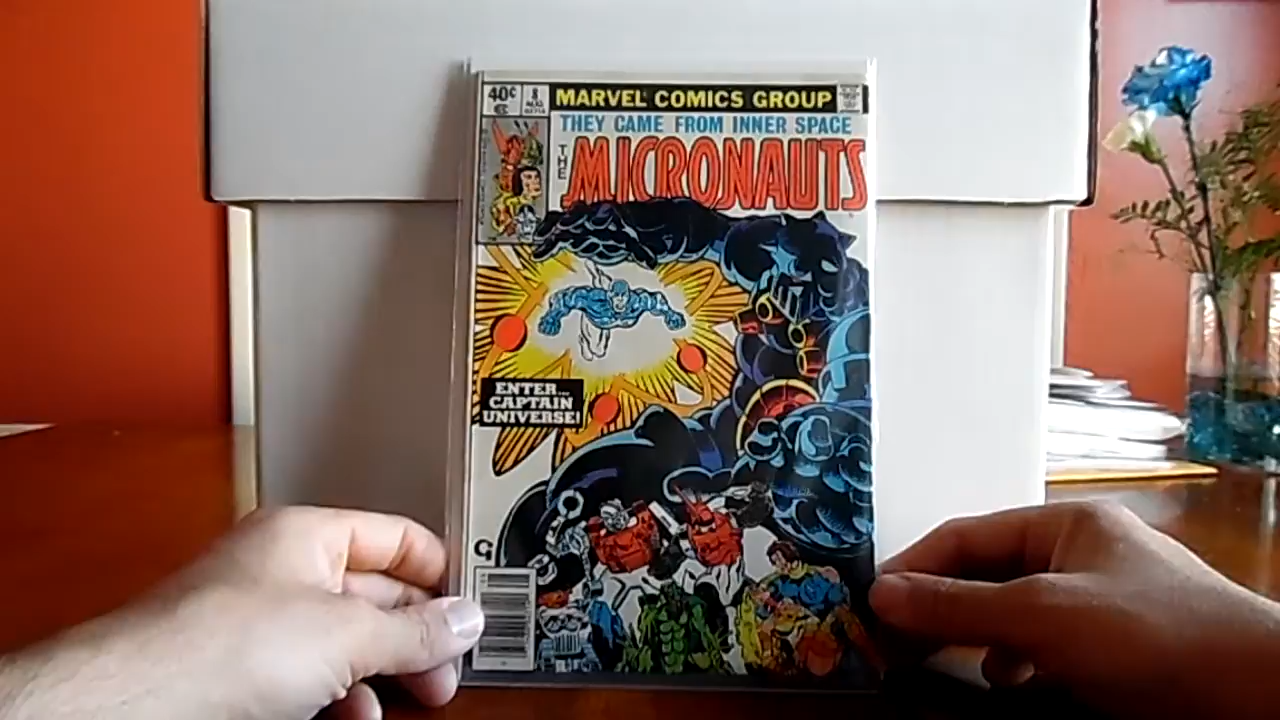 40¢ 8 MARVEL COMICS GROUP
AUG
THEY CAME FROM INNER SPACE
THE MICRONAUTS
ENTER...
CAPTAIN
UNIVERSE!
G